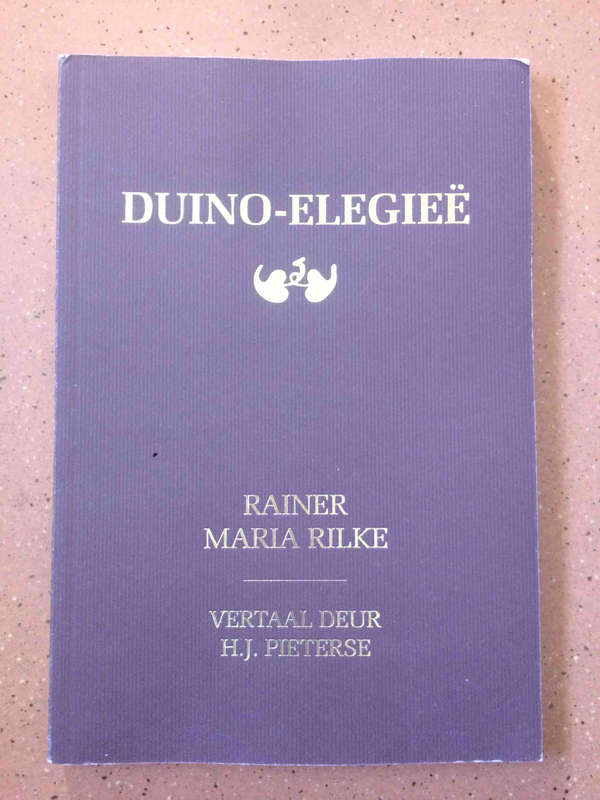 DUINO-ELEGIEË
RAINER
MARIA RILKE
VERTAAL DEUR
H.J. PIETERSE